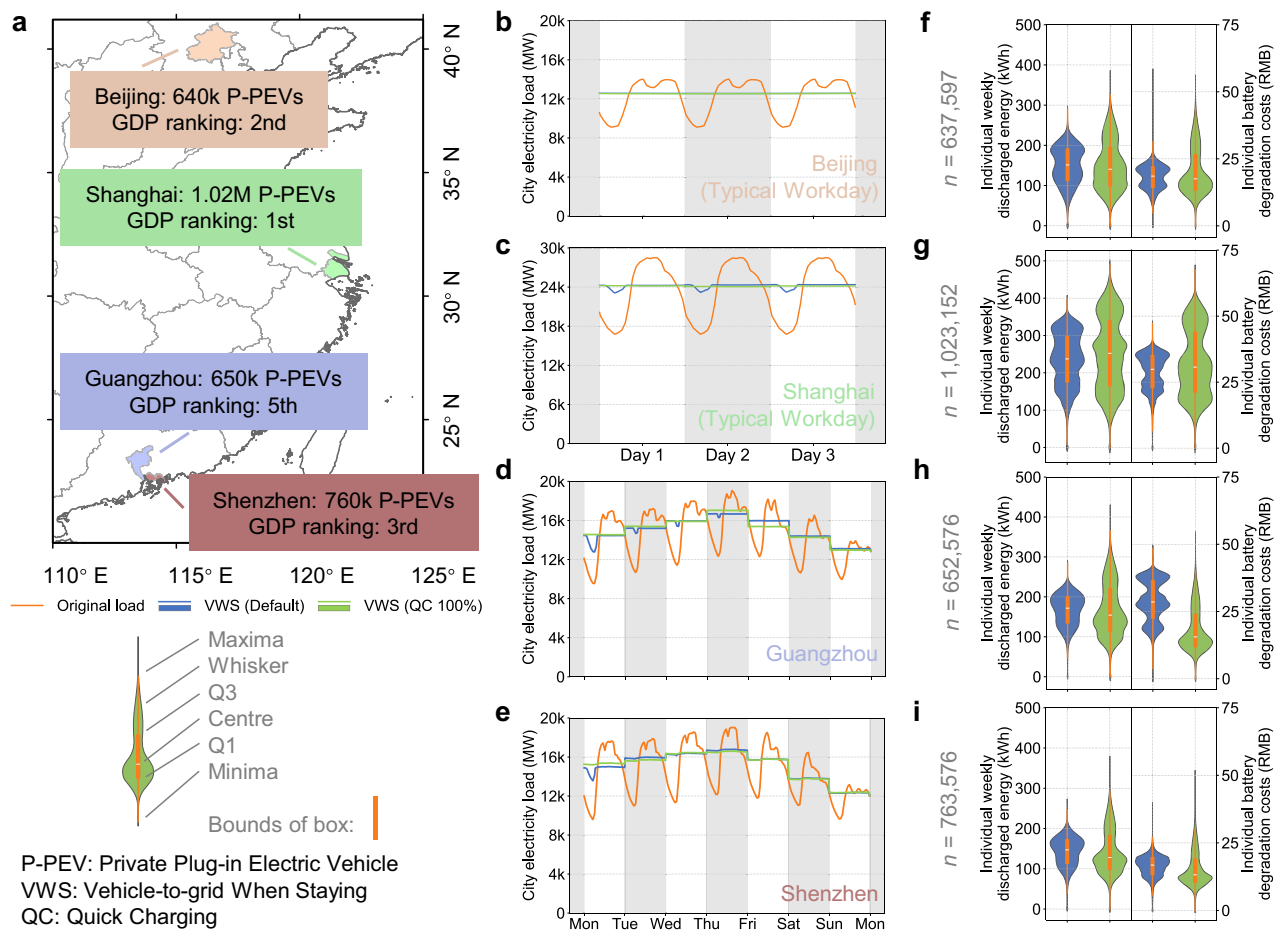 a
Beijing: 640k P-PEVs
GDP ranking: 2nd
Shanghai: 1.02M P-PEVs
GDP ranking: 1st
Guangzhou: 650k P-PEVs
GDP ranking: 5th
Shenzhen: 760k P-PEVs
GDP ranking: 3rd
40° N
35° N
30° N
25° N
110° E
115° E
120° E
125° E
Original load
VWS (Default)
VWS (QC 100%)
Maxima
Whisker
Q3
Centre
Q1
Minima
Bounds of box:
P-PEV: Private Plug-in Electric Vehicle
VWS: Vehicle-to-grid When Staying
QC: Quick Charging
b
City electricity load (MW)
20k
16k
12k
8k
4k
0
Beijing
(Typical Workday)
c
City electricity load (MW)
30k
24k
18k
12k
6k
0
Shanghai
(Typical Workday)
Day 1
Day 2
Day 3
d
City electricity load (MW)
20k
16k
12k
8k
4k
0
Guangzhou
e
City electricity load (MW)
20k
16k
12k
8k
4k
0
Shenzhen
Mon
Tue
Wed
Thu
Fri
Sat
Sun
Mon
f
n = 637,597
Individual weekly
discharged energy (kWh)
500
400
300
200
100
0
75
50
25
0
Individual battery
degradation costs (RMB)
g
n = 1,023,152
Individual weekly
discharged energy (kWh)
500
400
300
200
100
0
75
50
25
0
Individual battery
degradation costs (RMB)
h
n = 652,576
Individual weekly
discharged energy (kWh)
500
400
300
200
100
0
75
50
25
0
Individual battery
degradation costs (RMB)
i
n = 763,576
Individual weekly
discharged energy (kWh)
500
400
300
200
100
0
75
50
25
0
Individual battery
degradation costs (RMB)